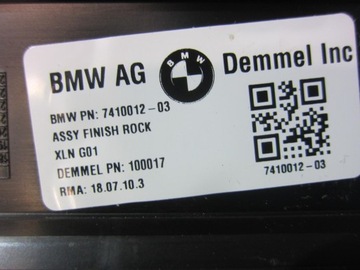 BMW AG BMW Demmel Inc
BMW PN: 7410012-03
ASSY FINISH ROCK
XLN G01
DEMMEL PN: 100017
RMA: 18.07.10.3
7410012-03